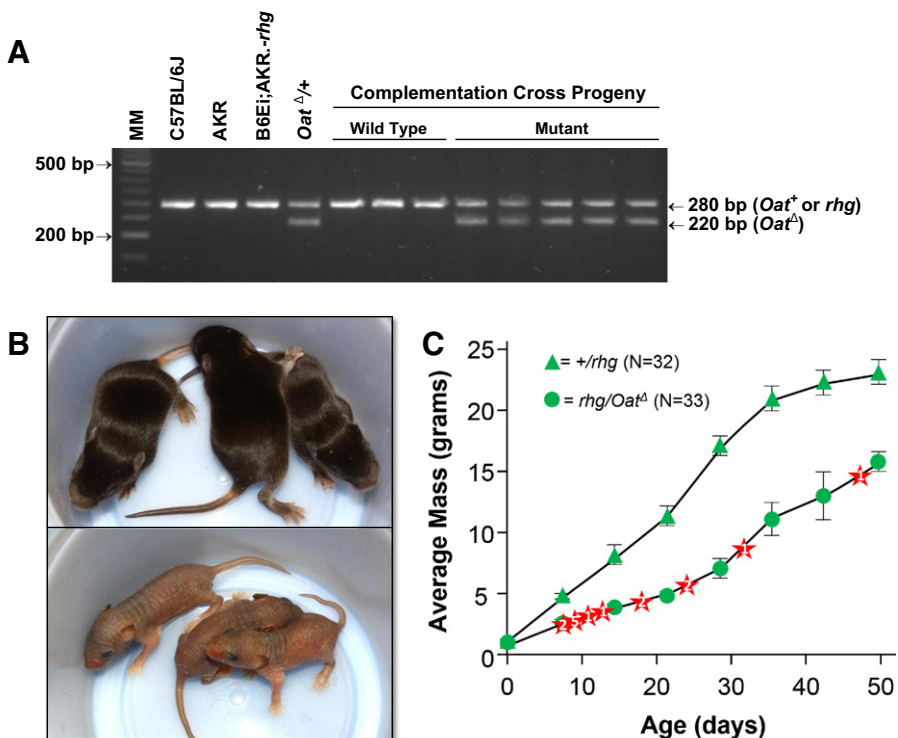 A
MM
C57BL/6J
AKR
B6Ei;AKR.-rhg
Oat Δ/+
Complementation Cross Progeny
Wild Type
Mutant
500 bp→
200 bp→
←280 bp (Oat+ or rhg)
←220 bp (OatΔ)
B
C
▲= +/rhg (N=32)
●= rhg/OatΔ (N=33)
25
20
15
10
5
0
Average Mass (grams)
0 10 20 30 40 50
Age (days)